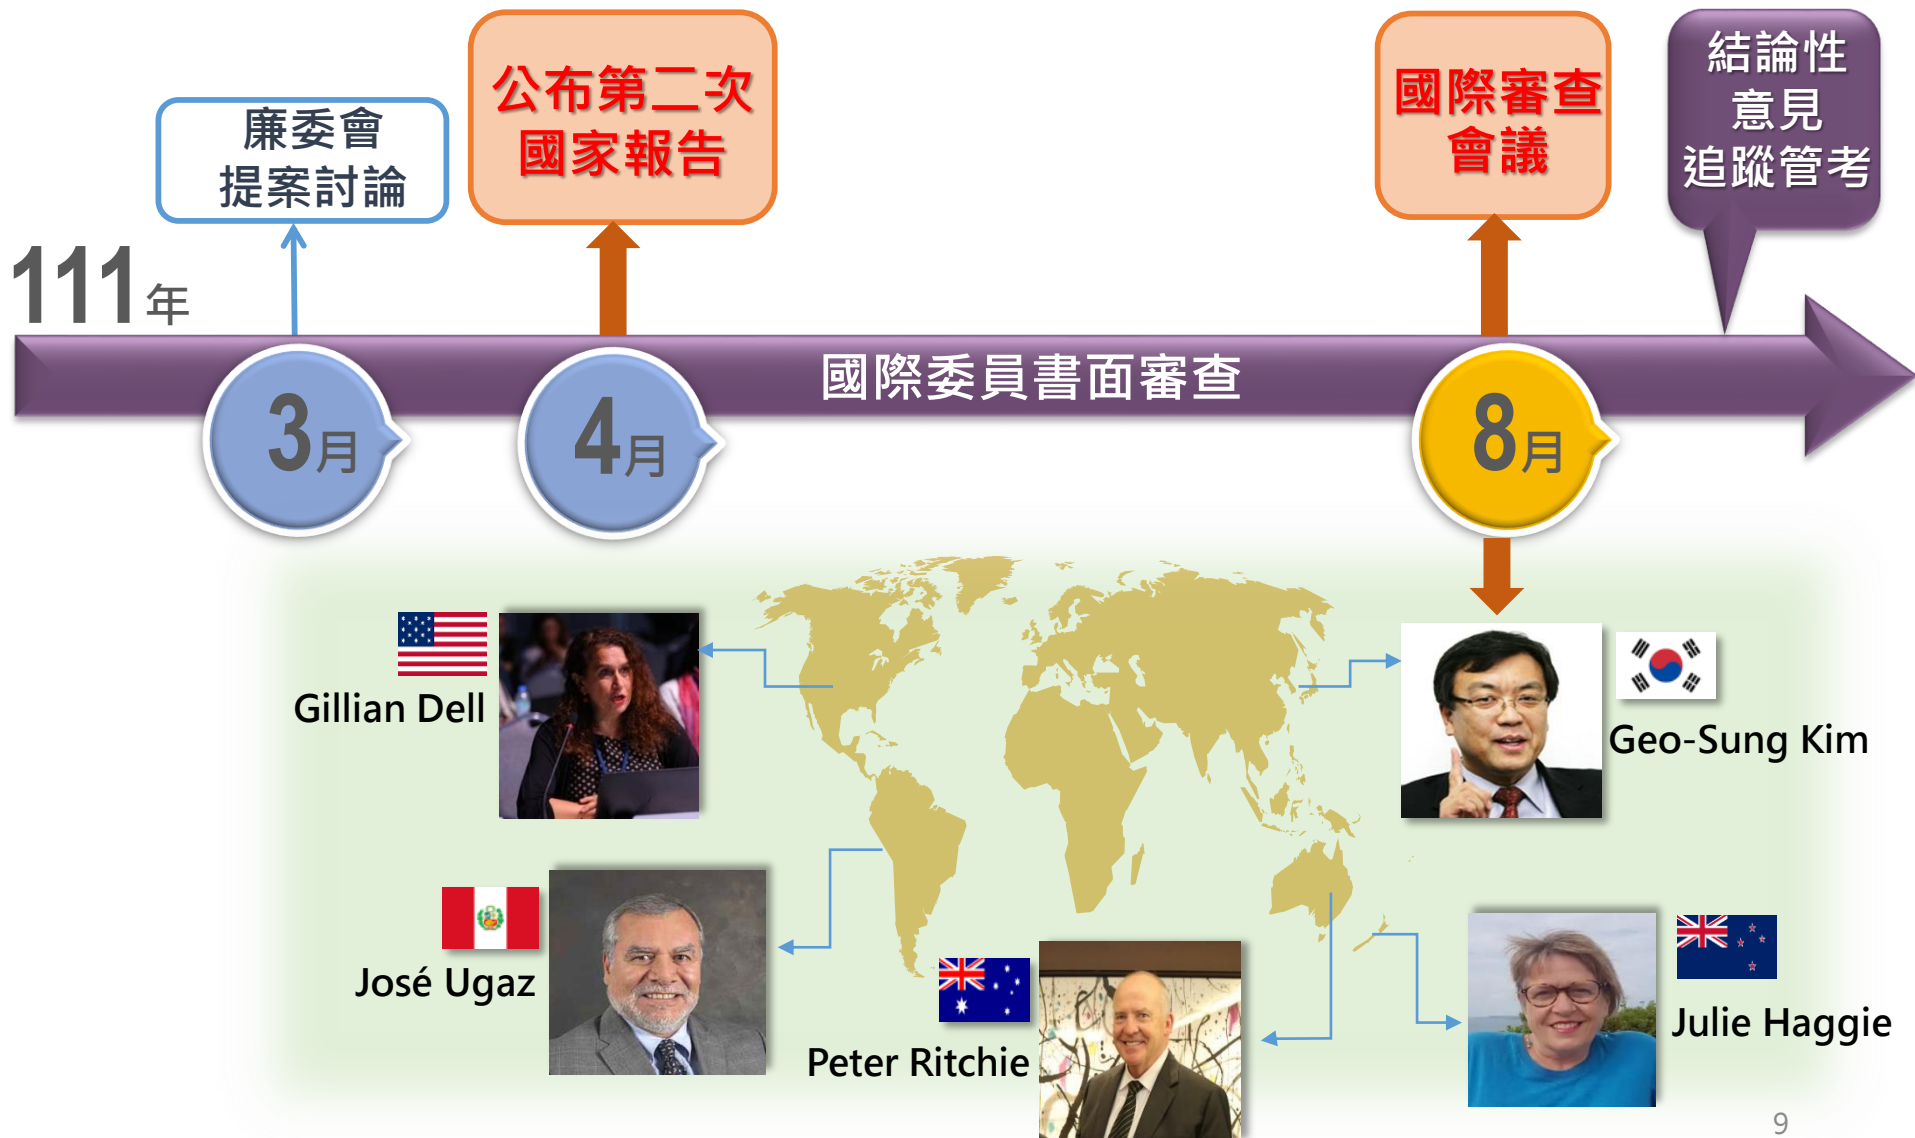 廉委會
提案討論
公布第二次
國家報告
國際審查
會議
結論性
意見
追蹤管考
111年
國際委員書面審查
3月
4月
8月
Gillian Dell
Geo-Sung Kim
José Ugaz
Peter Ritchie
Julie Haggie
9